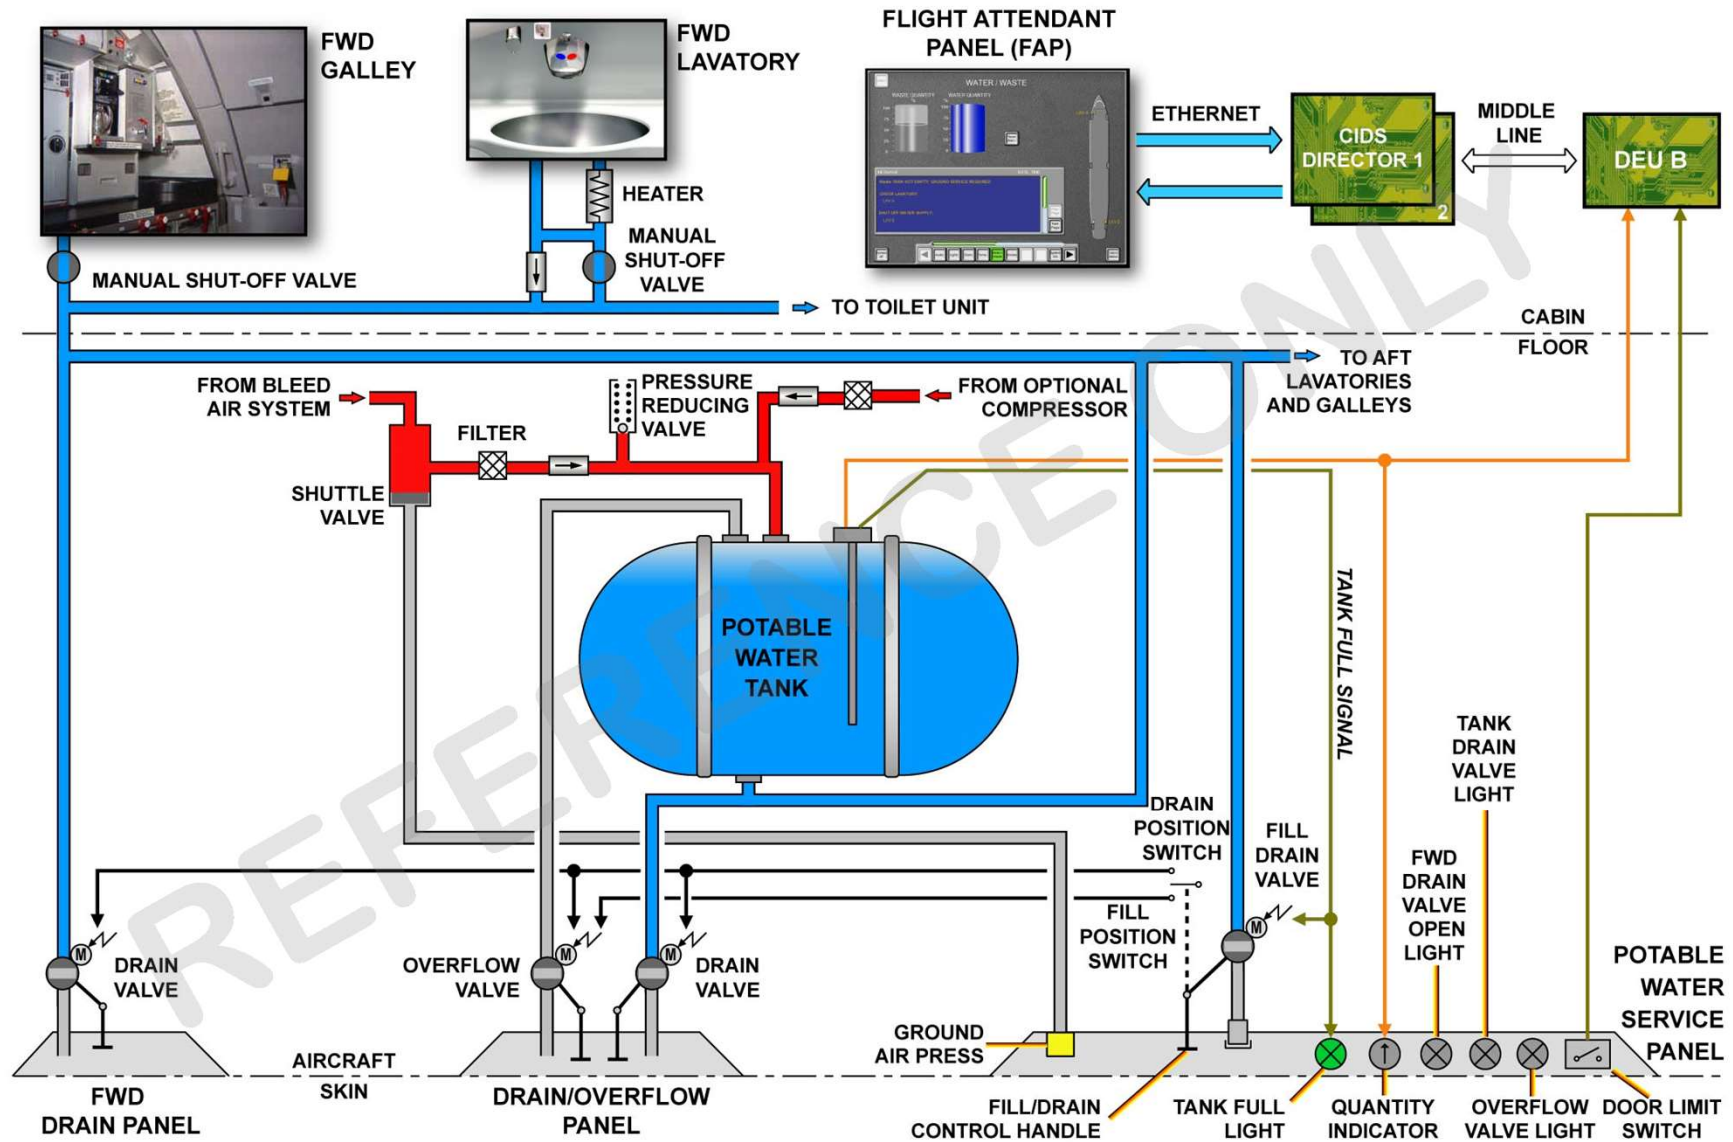 FWD
GALLEY
FWD
LAVATORY
FLIGHT ATTENDANT
PANEL (FAP)
WATER / WASTE
WASTE QUANTITY
WATER QUANTITY
%
%
ETHERNET
CIDS
DIRECTOR 1
2
MIDDLE
LINE
DEU B
HEATER
MANUAL
SHUT-OFF
VALVE
MANUAL SHUT-OFF VALVE
TO TOILET UNIT
CABIN
FLOOR
TO AFT
LAVATORIES
AND GALLEYS
FROM BLEED
AIR SYSTEM
PRESSURE
REDUCING
VALVE
FROM OPTIONAL
COMPRESSOR
FILTER
SHUTTLE
VALVE
POTABLE
WATER
TANK
TANK FULL SIGNAL
TANK
DRAIN
VALVE
LIGHT
DRAIN
POSITION
SWITCH
FILL
DRAIN
VALVE
FWD
DRAIN
VALVE
OPEN
LIGHT
FILL
POSITION
SWITCH
M
DRAIN
VALVE
OVERFLOW
VALVE
M
M
DRAIN
VALVE
M
POTABLE
WATER
SERVICE
PANEL
GROUND
AIR PRESS
AIRCRAFT
SKIN
FWD
DRAIN PANEL
DRAIN/OVERFLOW
PANEL
FILL/DRAIN
CONTROL HANDLE
TANK FULL
LIGHT
QUANTITY
INDICATOR
OVERFLOW
VALVE LIGHT
DOOR LIMIT
SWITCH
REFERENCE ONLY